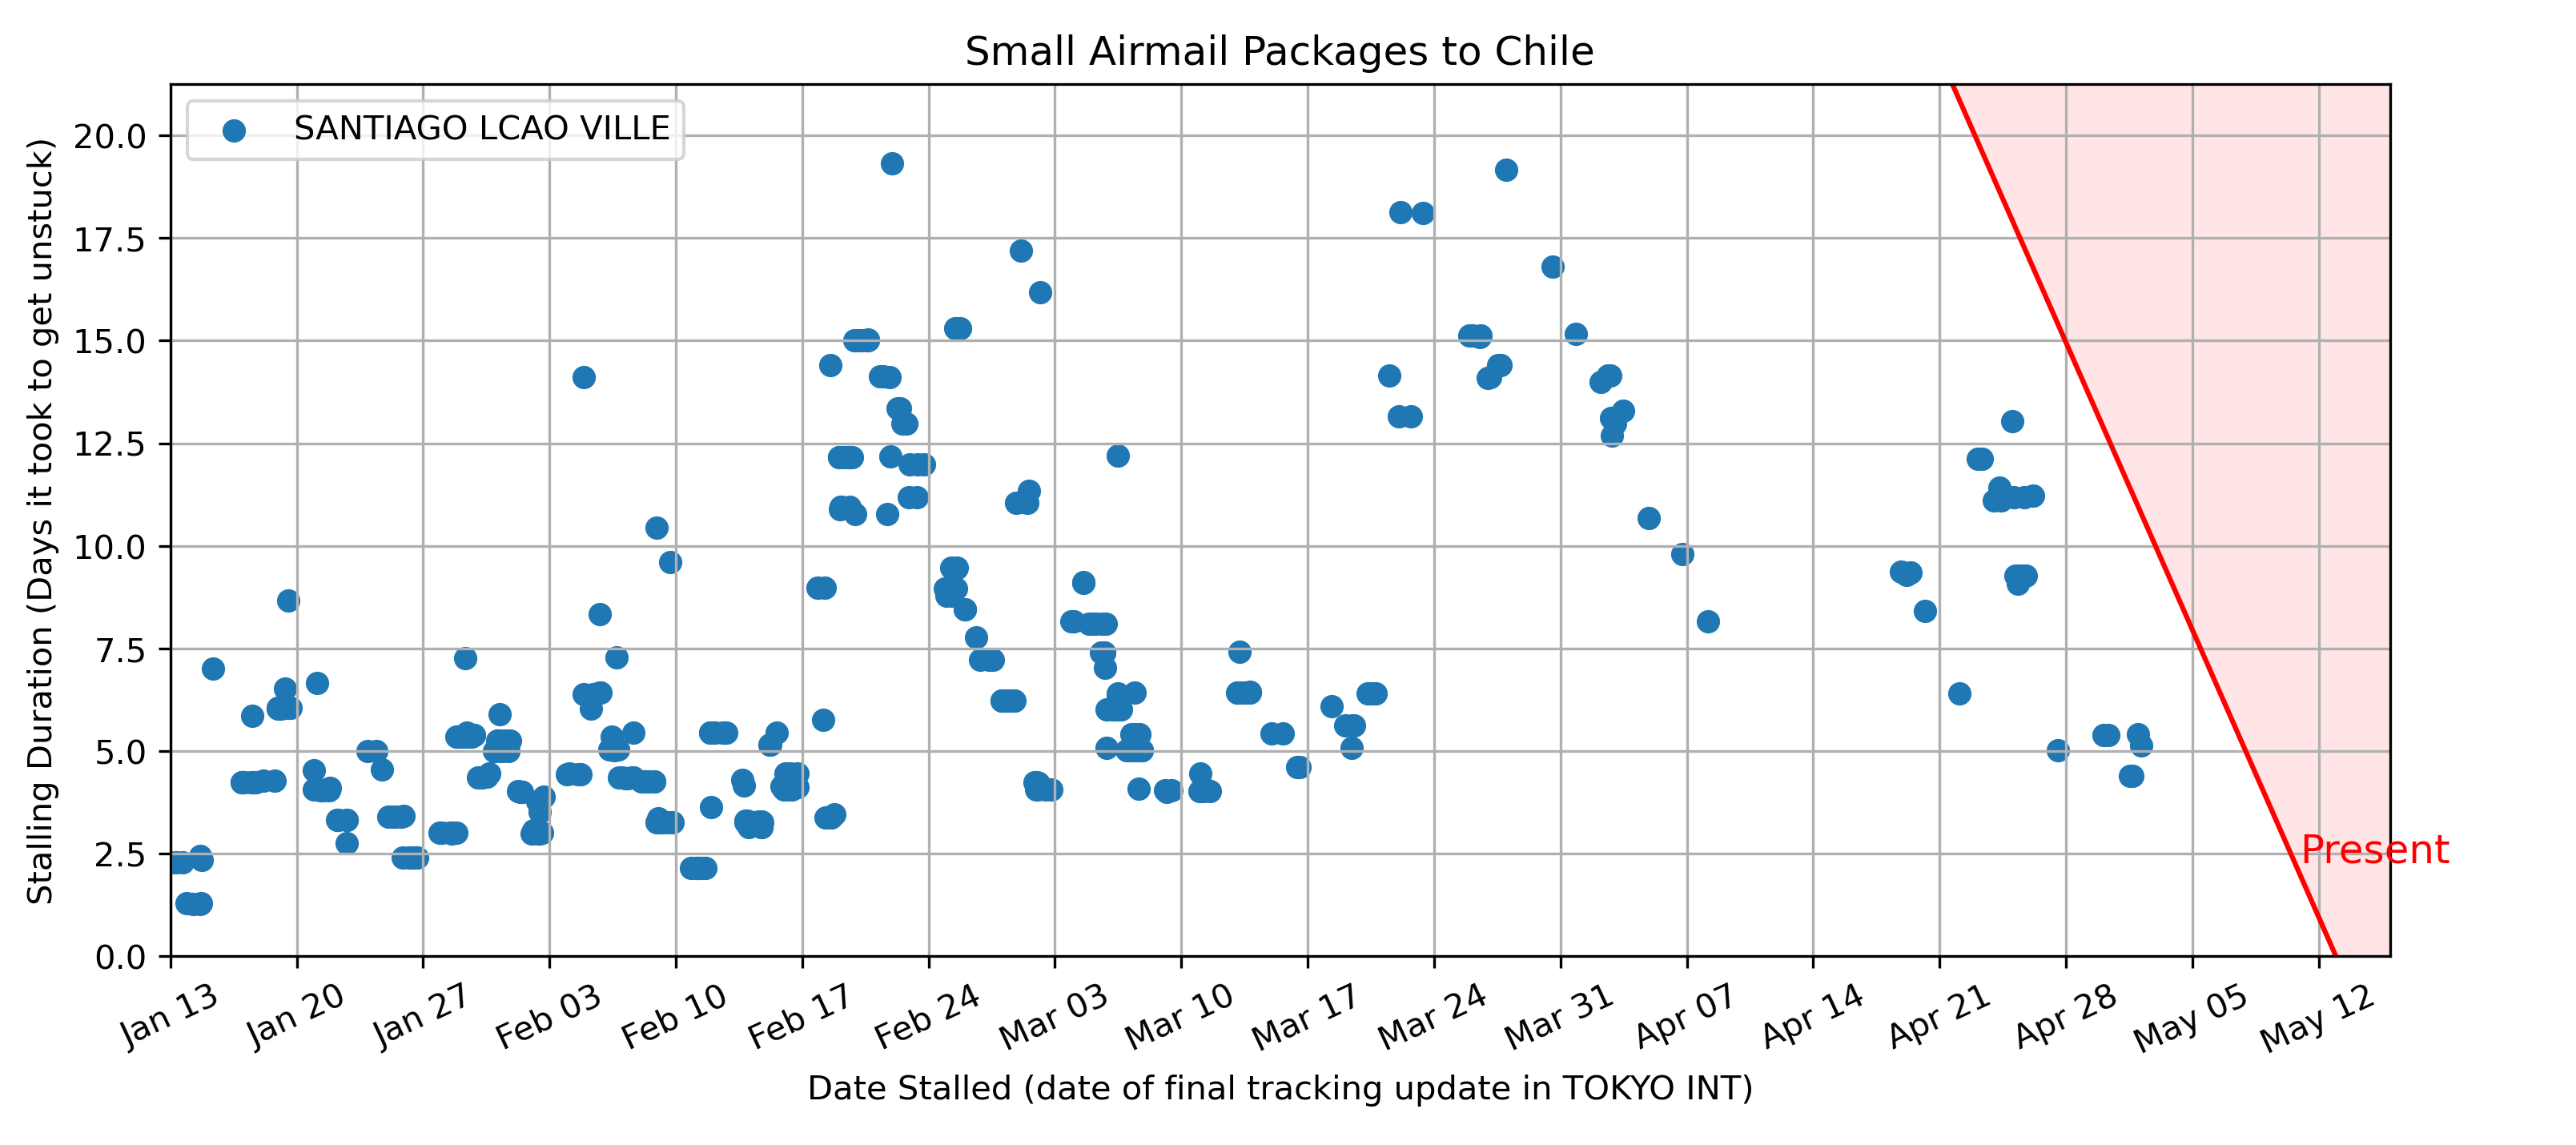 Small Airmail Packages to Chile
SANTIAGO LCAO VILLE
Stalling Duration (Days it took to get unstuck)
20.0
17.5
15.0
12.5
10.0
7.5
5.0
2.5
0.0
Present
Jan 13 Jan 20 Jan 27 Feb 03 Feb 10 Feb 17 Feb 24 Mar 03 Mar 10 Mar 17 Mar 24 Mar 31 Apr 07 Apr 14 Apr 21 Apr 28 May 05 May 12
Date Stalled (date of final tracking update in TOKYO INT)